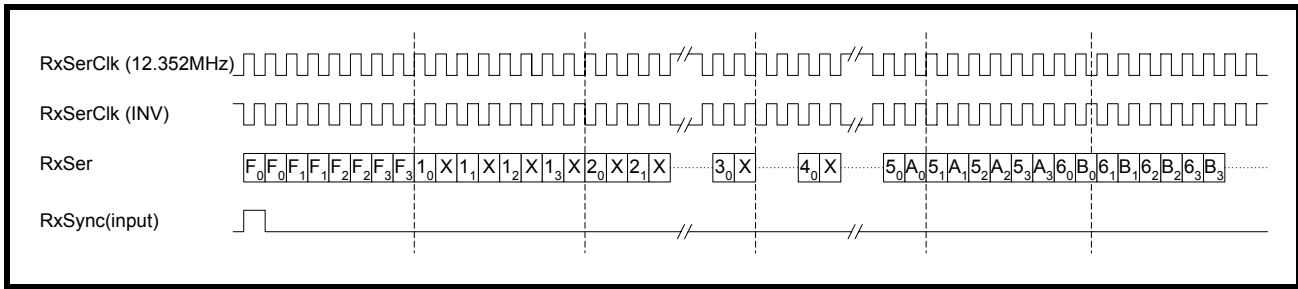 RxSerClk (12.352MHz)
RxSerClk (INV)
RxSer F₀ F₀ F₁ F₁ F₂ F₂ F₃ F₃ 1₀ X 1₁ X 1₂ X 1₃ X 2₀ X 2₁ X 3₀ X 4₀ X 5₀ A₀ 5₁ A₁ 5₂ A₂ 5₃ A₃ 6₀ B₀ 6₁ B₁ 6₂ B₂ 6₃ B₃
RxSync(input)